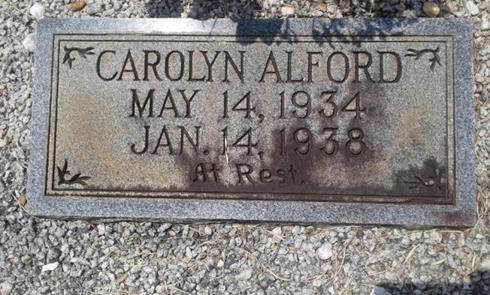 CAROLYN ALFORD
MAY 14, 1934
JAN. 14, 1938
At Rest.